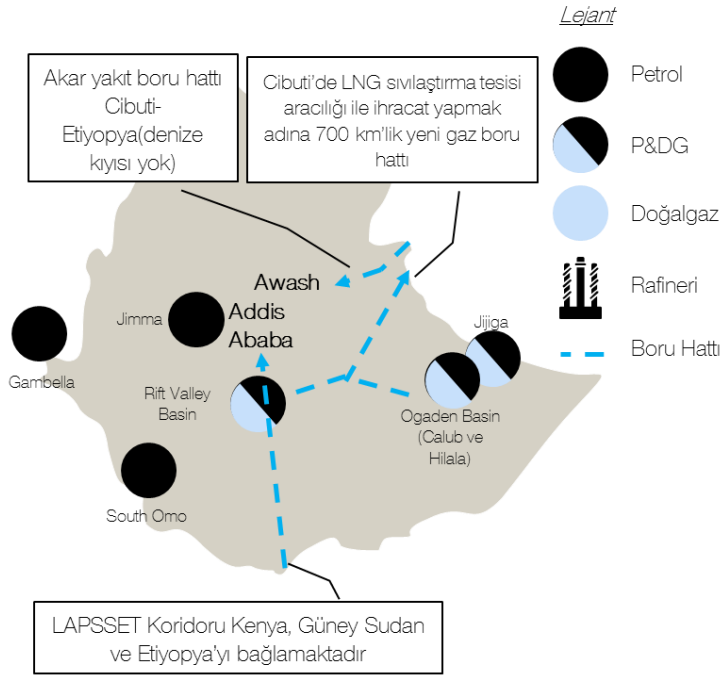 Lejant
Petrol
P&DG
Doğalgaz
Rafineri
Boru Hattı
Akar yakıt boru hattı
Cibuti-
Etiyopya(denize
kıyısı yok)
Cibuti'de LNG sıvılaştırma tesisi
aracılığı ile ihracat yapmak
adına 700 km'lik yeni gaz boru
hattı
Awash
Addis
Ababa
Jimma
Gambella
Rift Valley
Basin
Jijiga
Ogaden Basin
(Calub ve
Hilala)
South Omo
LAPSSET Koridoru Kenya, Güney Sudan
ve Etiyopya'yı bağlamaktadır